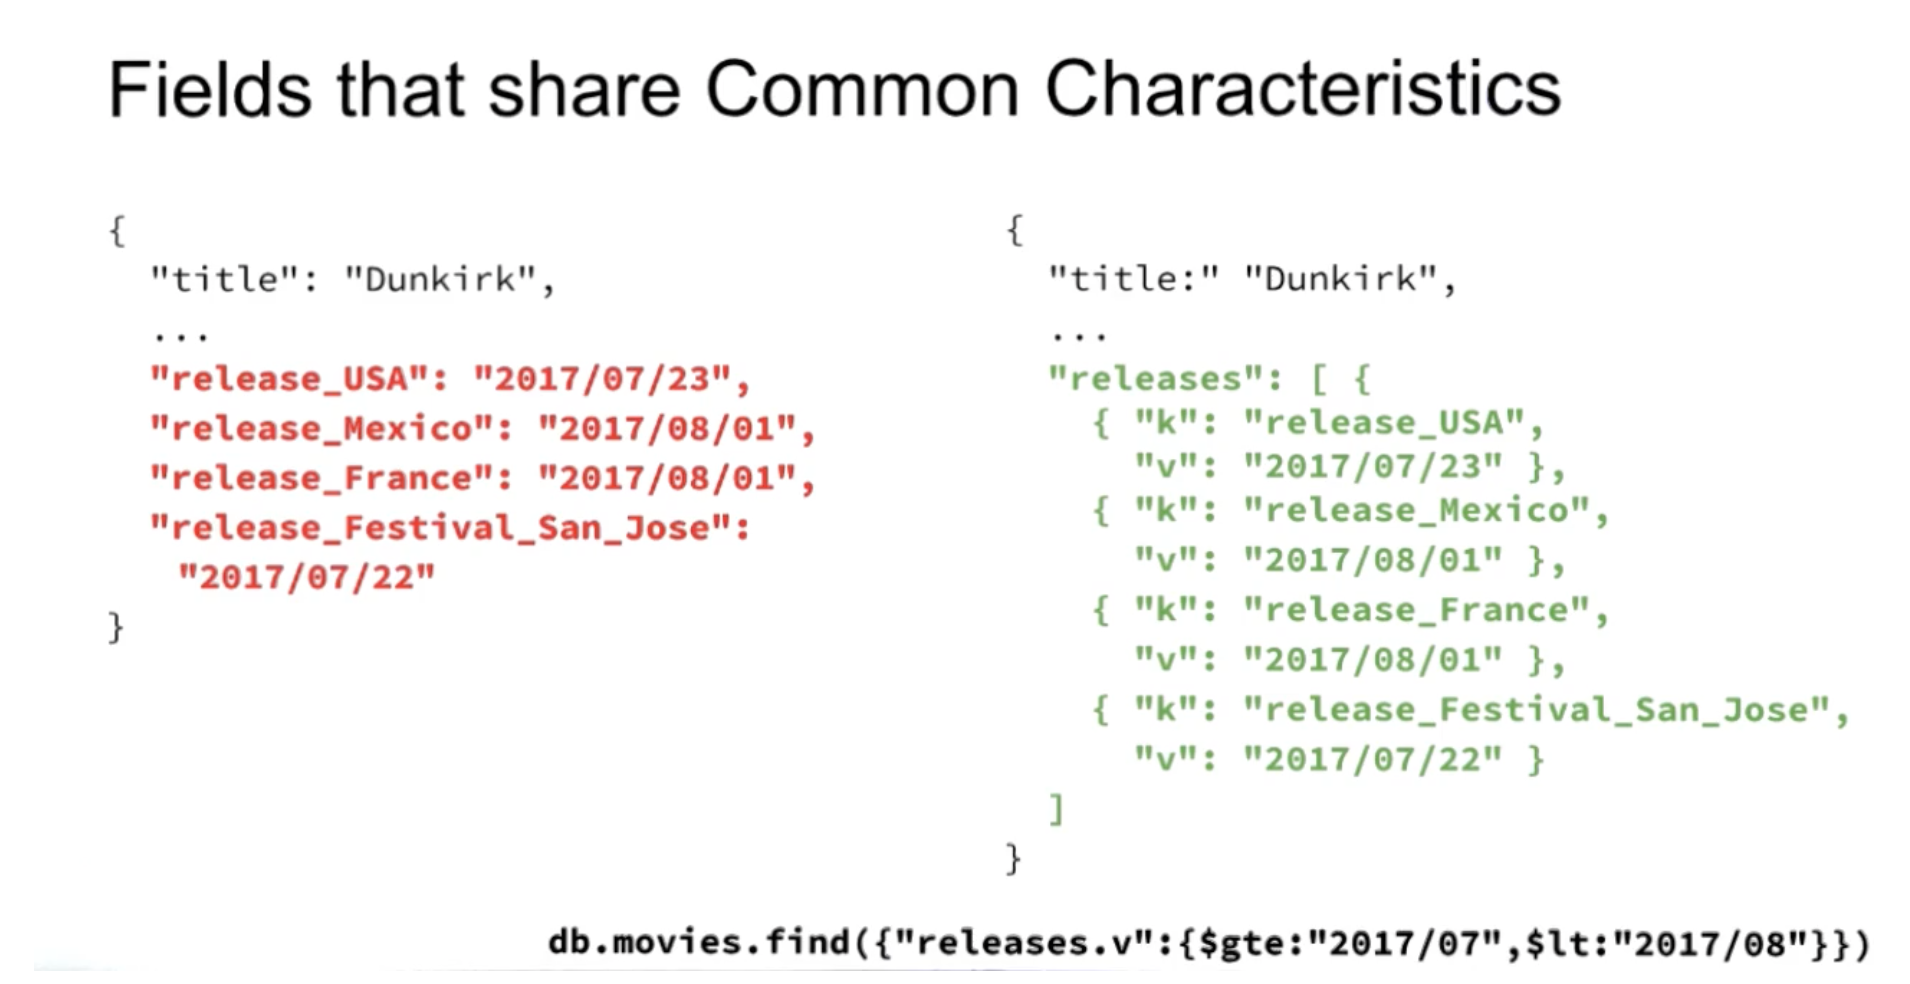 Fields that share Common Characteristics
{
"title": "Dunkirk",
...
"release_USA": "2017/07/23",
"release_Mexico": "2017/08/01",
"release_France": "2017/08/01",
"release_Festival_San_Jose":
"2017/07/22"
}
{
"title:" "Dunkirk",
...
"releases": [ {
{ "k": "release_USA",
"v": "2017/07/23" },
{ "k": "release_Mexico",
"v": "2017/08/01" },
{ "k": "release_France",
"v": "2017/08/01" },
{ "k": "release_Festival_San_Jose",
"v": "2017/07/22" }
]
}
db.movies.find({"releases.v":{$gte:"2017/07",$lt:"2017/08"}})